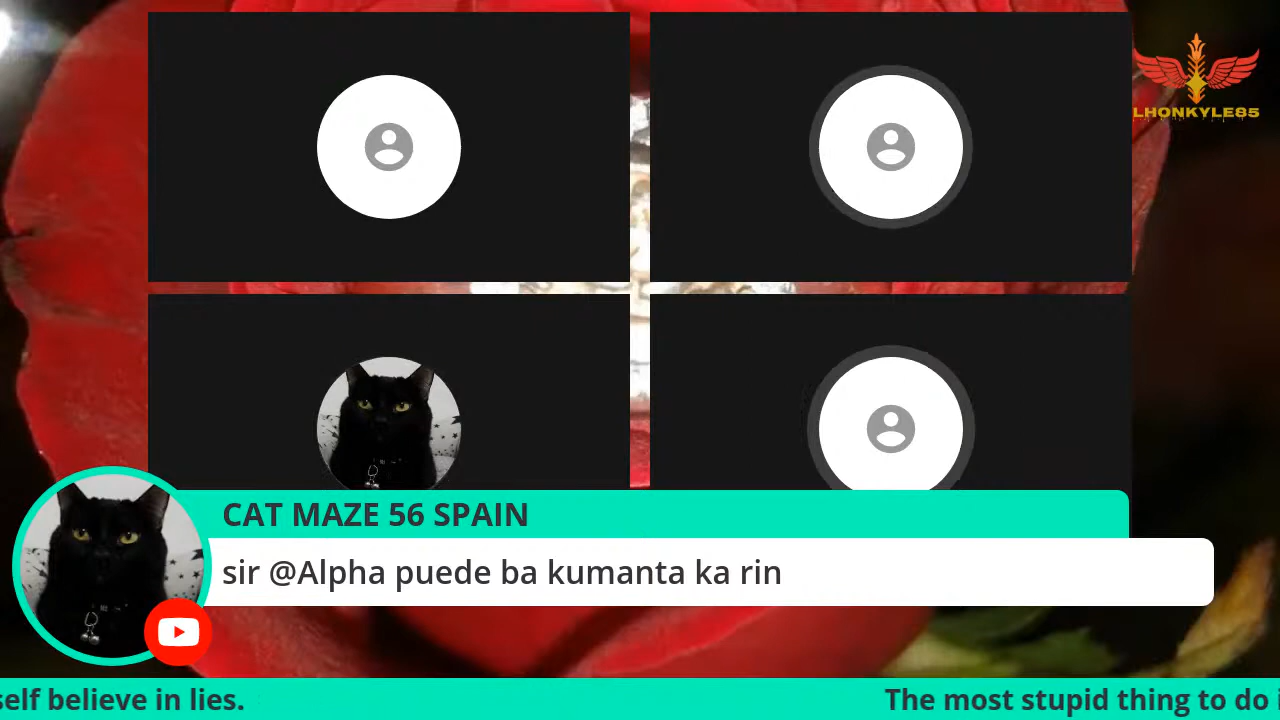 LHONKYLE85
CAT MAZE 56 SPAIN
sir @Alpha puede ba kumanta ka rin
self believe in lies.
The most stupid thing to do i